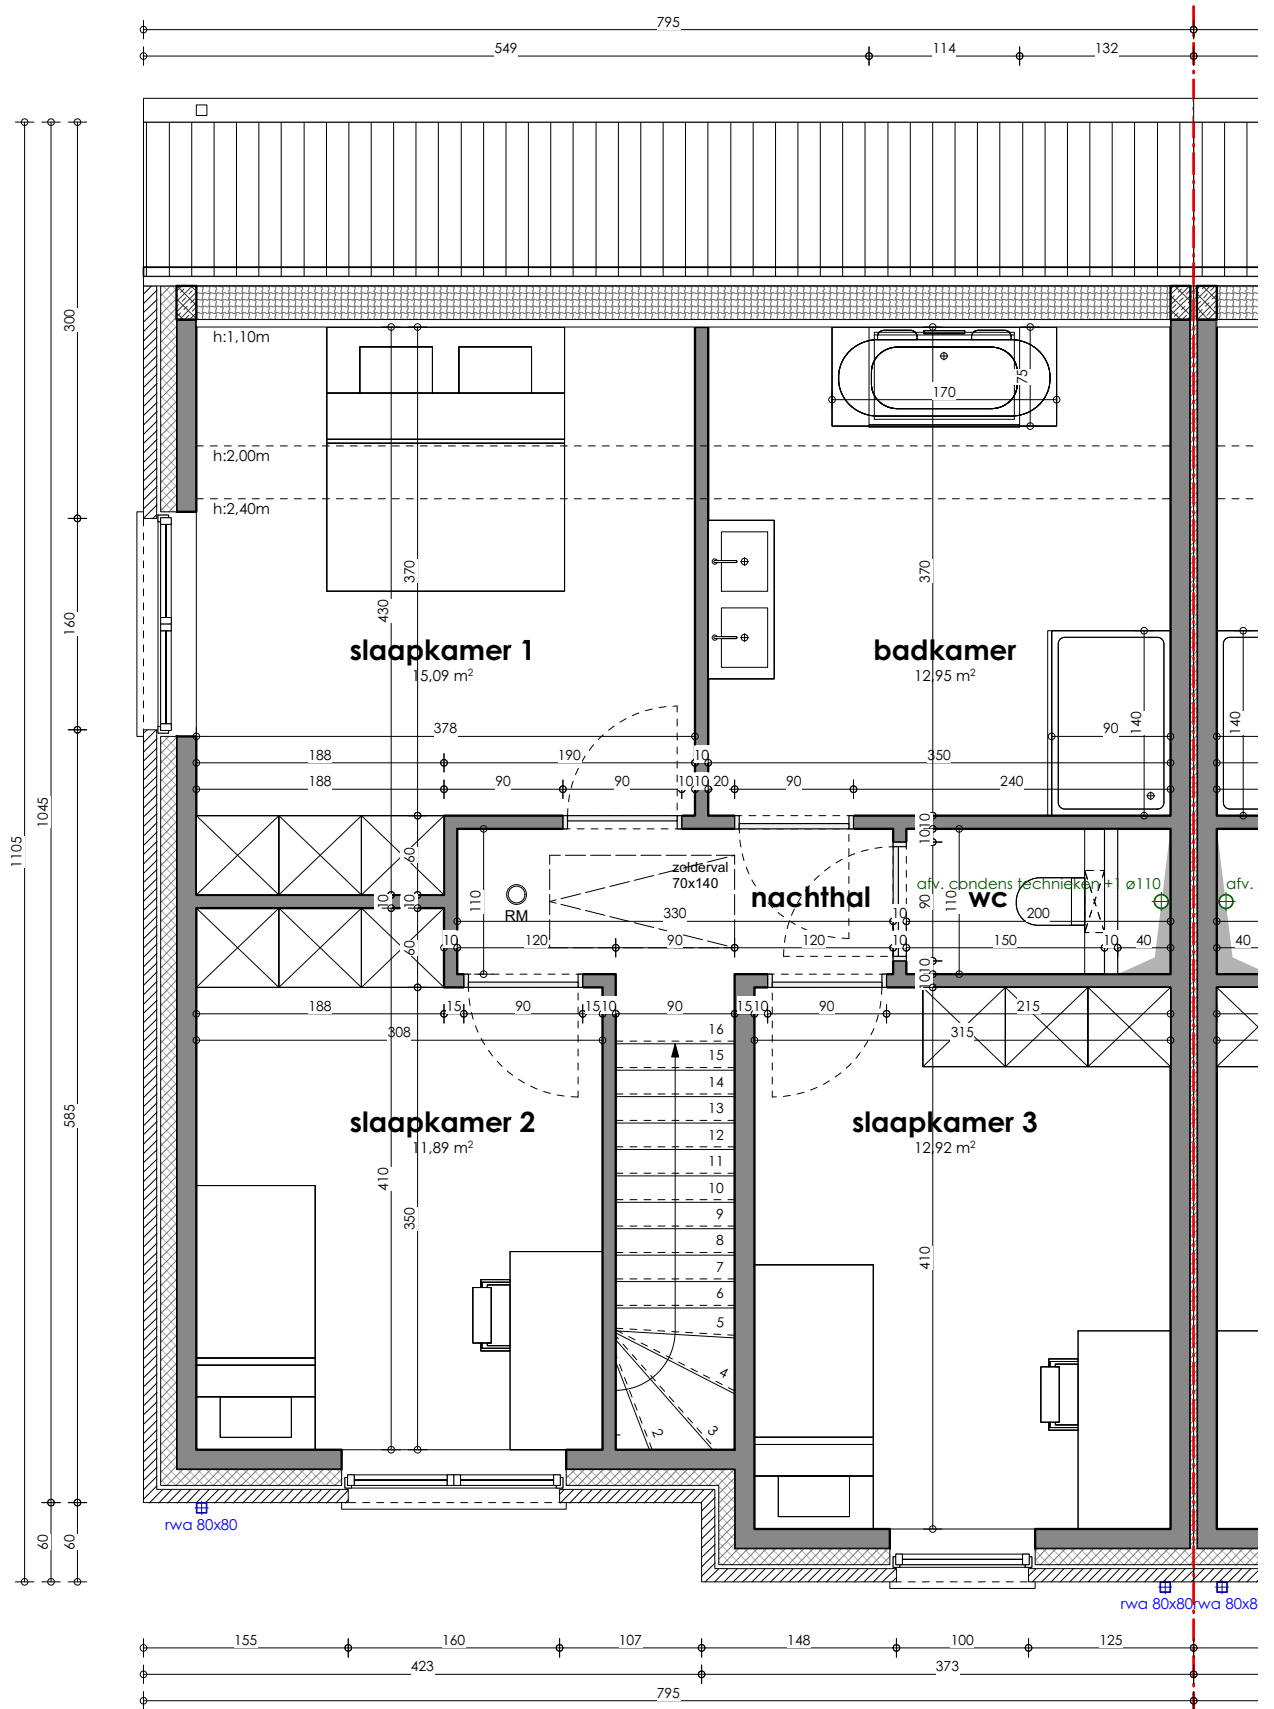 795
549 114 132
h:1,10m
75
170
h:2,00m
h:2,40m
300
160
1045
1105
585
60 60
370
430
370
slaapkamer 1
15,09 m²
badkamer
12,95 m²
140 140
378 90
188 190 10 350
188 90 90 10 10 20 90 240
60 10 10
zolderval
70x140
RM
110
nachthal
wc
afv. condens technieken +1 ø110
afv.
90 110
10 10
330 10 200
60
10 120 90 120 10 150 10 40 40
10 10
188 15 90 15 10 90 15 10 90 215
308 315
16
15
14
13
12
11
10
9
8
7
6
5
4
3
2
slaapkamer 2
11,89 m²
slaapkamer 3
12,92 m²
410
350
410
rwa 80x80
rwa 80x80
rwa 80x8
155 160 107 148 100 125
423 373
795